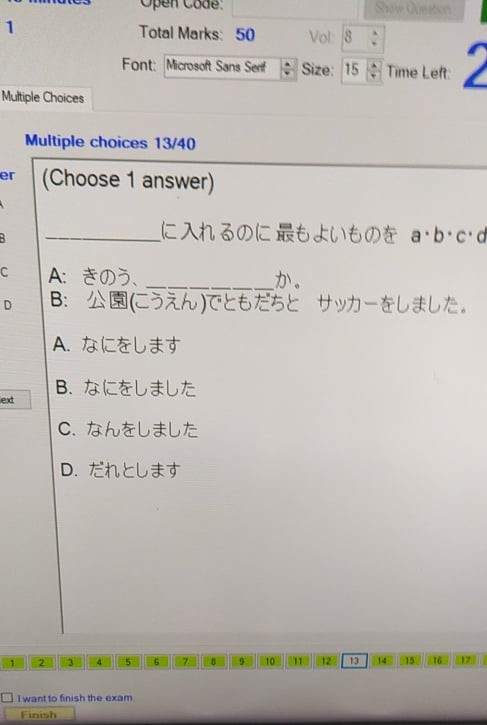 Open Code:
Show Question
1
Total Marks: 50 Vol: 8
Font: Microsoft Sans Serif Size: 15 Time Left: 2
Multiple Choices
Multiple choices 13/40
er
(Choose 1 answer)
A
B
C
D
ext
___________に入れるのに 最もよいものを a・b・c・d
A: きのう、____________か。
B: 公園(こうえん)でともだちと サッカーをしました。
A. なにをします
B. なにをしました
C. なんをしました
D. だれとします
1 2 3 4 5 6 7 8 9 10 11 12 13 14 15 16 17
I want to finish the exam.
Finish